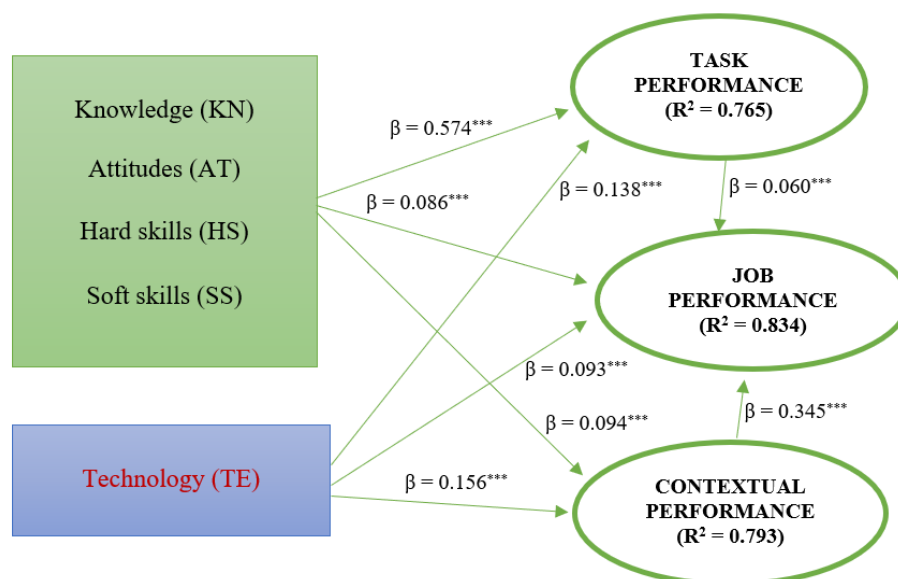 Knowledge (KN)
Attitudes (AT)
Hard skills (HS)
Soft skills (SS)
Technology (TE)
β = 0.574***
β = 0.086***
β = 0.138***
β = 0.060***
β = 0.093***
β = 0.094***
β = 0.156***
β = 0.345***
TASK
PERFORMANCE
(R² = 0.765)
JOB
PERFORMANCE
(R² = 0.834)
CONTEXTUAL
PERFORMANCE
(R² = 0.793)